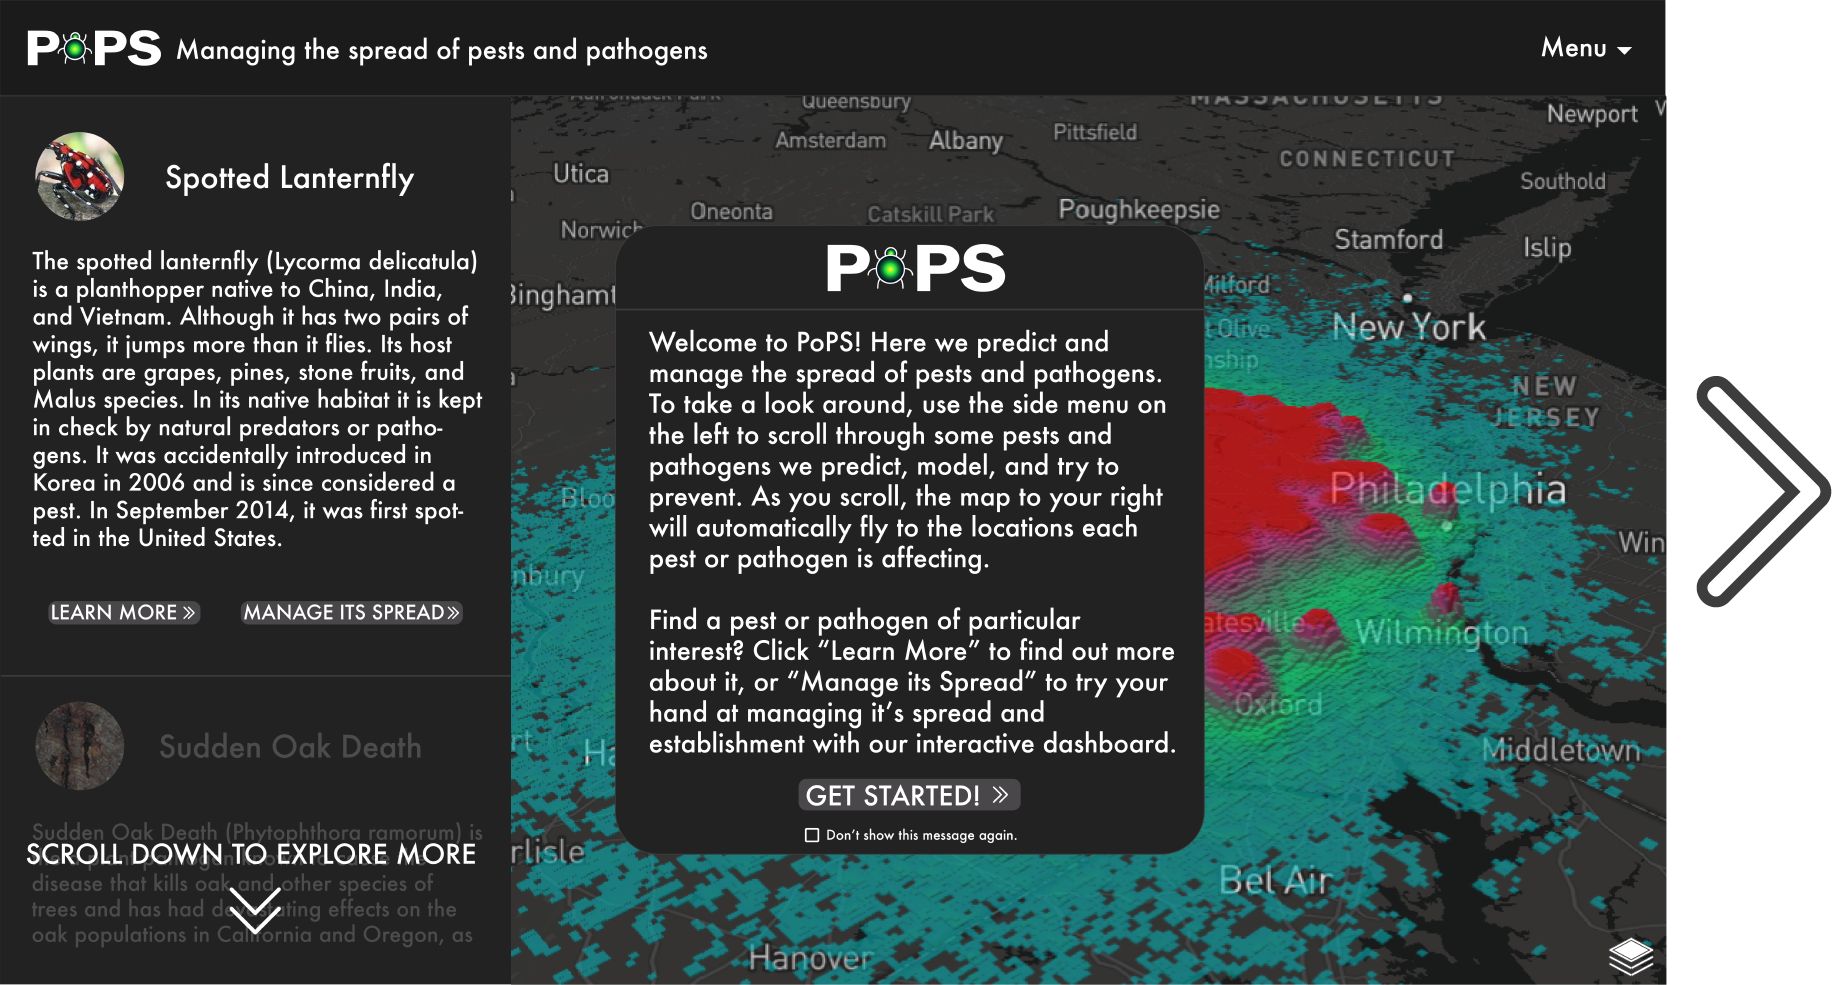 PoPS Managing the spread of pests and pathogens
Menu
Spotted Lanternfly
The spotted lanternfly (Lycorma delicatula)
is a planthopper native to China, India,
and Vietnam. Although it has two pairs of
wings, it jumps more than it flies. Its host
plants are grapes, pines, stone fruits, and
Malus species. In its native habitat it is kept
in check by natural predators or patho-
gens. It was accidentally introduced in
Korea in 2006 and is since considered a
pest. In September 2014, it was first spot-
ted in the United States.
LEARN MORE »
MANAGE ITS SPREAD»
Sudden Oak Death
Sudden Oak Death (Phytophthora ramorum) is
SCROLL DOWN TO EXPLORE MORE
disease that kills oak and other species of
trees and has had devastating effects on the
oak populations in California and Oregon, as
PoPS
Welcome to PoPS! Here we predict and
manage the spread of pests and pathogens.
To take a look around, use the side menu on
the left to scroll through some pests and
pathogens we predict, model, and try to
prevent. As you scroll, the map to your right
will automatically fly to the locations each
pest or pathogen is affecting.
Find a pest or pathogen of particular
interest? Click “Learn More” to find out more
about it, or “Manage its Spread” to try your
hand at managing it’s spread and
establishment with our interactive dashboard.
GET STARTED! »
Don’t show this message again.
Adirondack Park
Queensbury
MASSACHUSETTS
Newport
Amsterdam
Albany
Pittsfield
CONNECTICUT
Utica
Southold
Oneonta
Catskill Park
Poughkeepsie
Norwich
Stamford
Islip
Binghamt
Milford
New York
t Olive
nship
NEW
JERSEY
Philadelphia
Bloo
Win
nbury
atesville
Wilmington
Oxford
Ha
Middletown
rlisle
Bel Air
Hanover